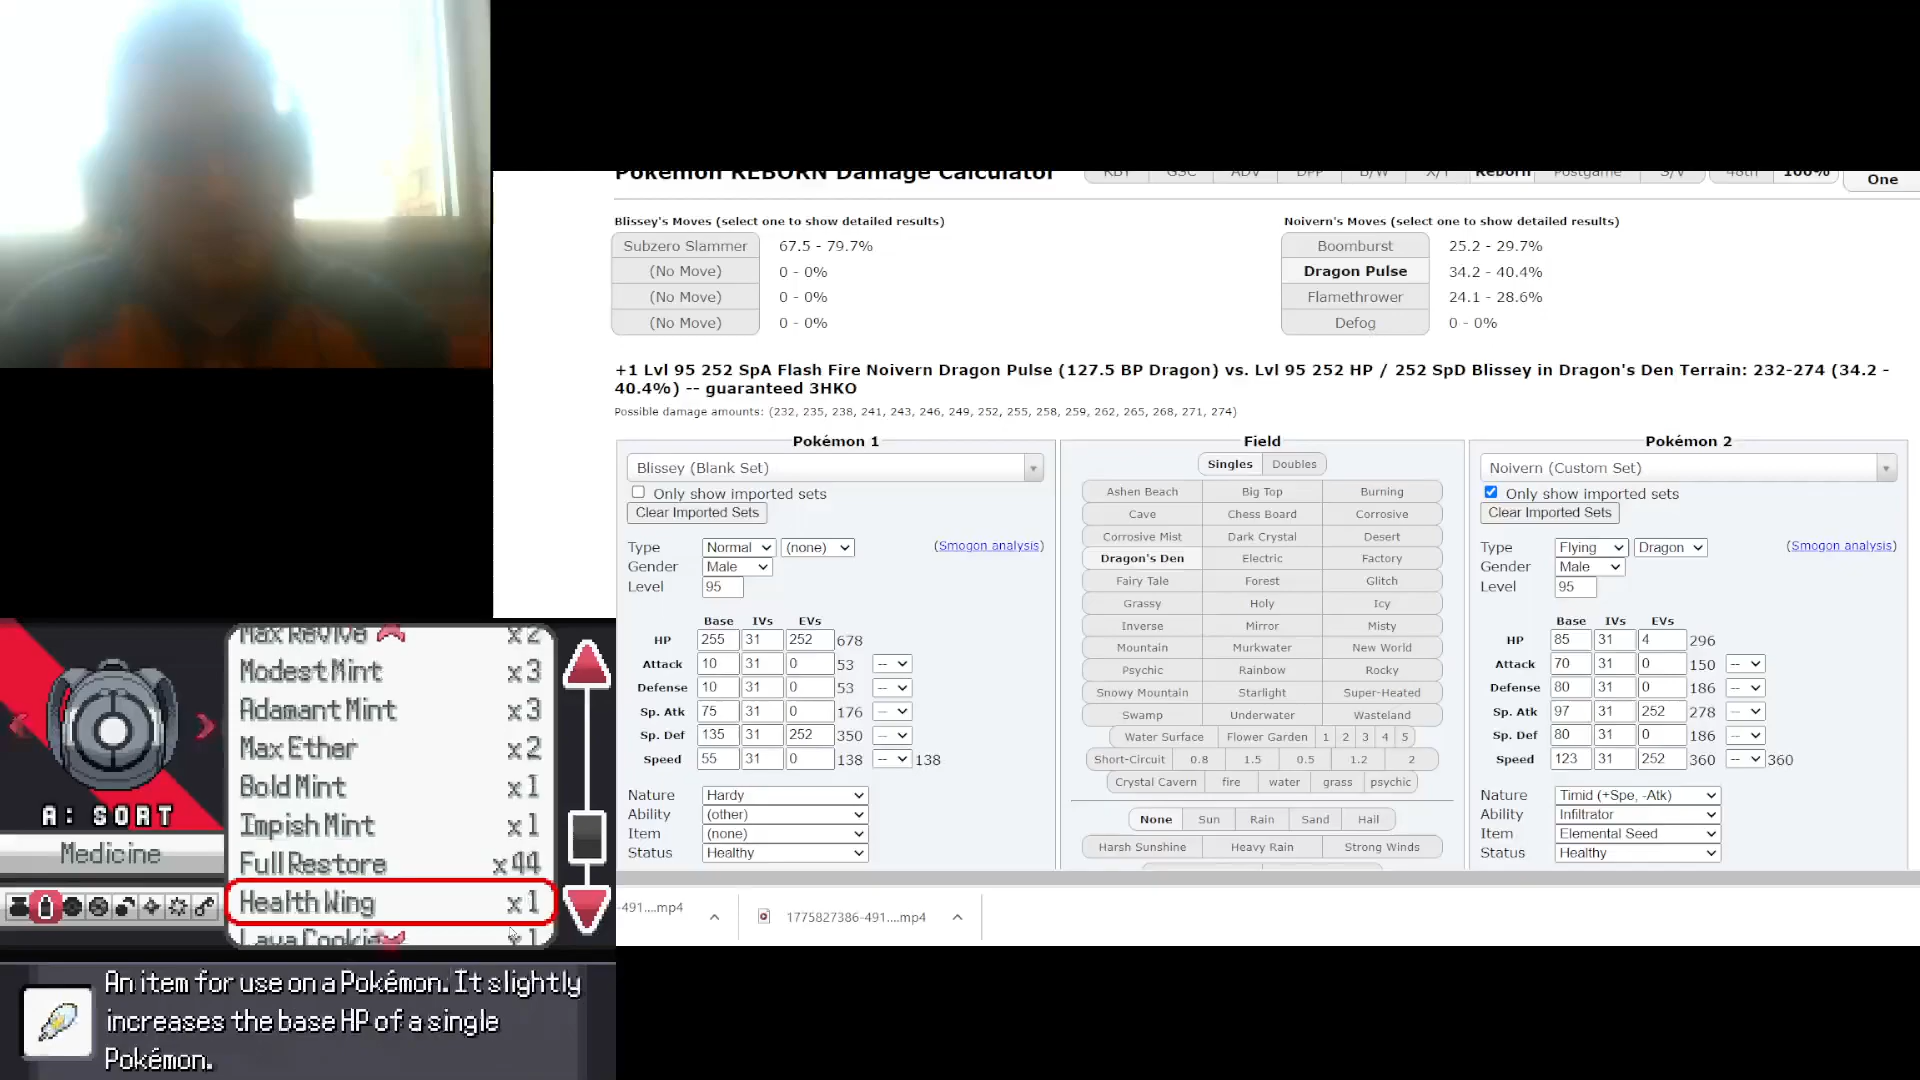 Pokémon REBORN Damage Calculator
RBY GSC ADV DPP B/W X/Y Reborn Postgame S/V 48th 100% One
Blissey's Moves (select one to show detailed results)
Subzero Slammer 67.5 - 79.7%
(No Move) 0 - 0%
(No Move) 0 - 0%
(No Move) 0 - 0%
Noivern's Moves (select one to show detailed results)
Boomburst 25.2 - 29.7%
Dragon Pulse 34.2 - 40.4%
Flamethrower 24.1 - 28.6%
Defog 0 - 0%
+1 Lvl 95 252 SpA Flash Fire Noivern Dragon Pulse (127.5 BP Dragon) vs. Lvl 95 252 HP / 252 SpD Blissey in Dragon's Den Terrain: 232-274 (34.2 -
40.4%) -- guaranteed 3HKO
Possible damage amounts: (232, 235, 238, 241, 243, 246, 249, 252, 255, 258, 259, 262, 265, 268, 271, 274)
Pokémon 1
Blissey (Blank Set)
Only show imported sets
Clear Imported Sets
Type Normal (none) (Smogon analysis)
Gender Male
Level 95
Base IVs EVs
HP 255 31 252 678
Attack 10 31 0 53 --
Defense 10 31 0 53 --
Sp. Atk 75 31 0 176 --
Sp. Def 135 31 252 350 --
Speed 55 31 0 138 -- 138
Nature Hardy
Ability (other)
Item (none)
Status Healthy
Field
Singles Doubles
Ashen Beach Big Top Burning
Cave Chess Board Corrosive
Corrosive Mist Dark Crystal Desert
Dragon's Den Electric Factory
Fairy Tale Forest Glitch
Grassy Holy Icy
Inverse Mirror Misty
Mountain Murkwater New World
Psychic Rainbow Rocky
Snowy Mountain Starlight Super-Heated
Swamp Underwater Wasteland
Water Surface Flower Garden 1 2 3 4 5
Short-Circuit 0.8 1.5 0.5 1.2 2
Crystal Cavern fire water grass psychic
None Sun Rain Sand Hail
Harsh Sunshine Heavy Rain Strong Winds
Pokémon 2
Noivern (Custom Set)
Only show imported sets
Clear Imported Sets
Type Flying Dragon (Smogon analysis)
Gender Male
Level 95
Base IVs EVs
HP 85 31 4 296
Attack 70 31 0 150 --
Defense 80 31 0 186 --
Sp. Atk 97 31 252 278 --
Sp. Def 80 31 0 186 --
Speed 123 31 252 360 -- 360
Nature Timid (+Spe, -Atk)
Ability Infiltrator
Item Elemental Seed
Status Healthy
-491....mp4
1775827386-491....mp4
Max Revive x2
Modest Mint x3
Adamant Mint x3
Max Ether x2
Bold Mint x1
Impish Mint x1
Full Restore x44
Health Wing x1
Lava Cookie x1
A: SORT
Medicine
An item for use on a Pokémon. It slightly
increases the base HP of a single
Pokémon.